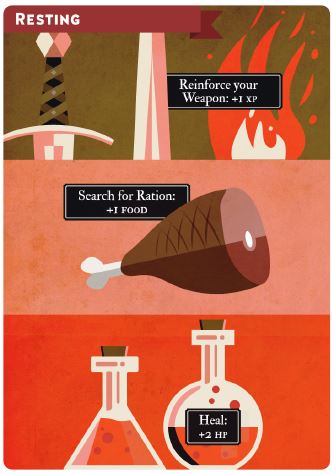 RESTING
Reinforce your
Weapon: +1 XP
Search for Ration:
+1 FOOD
Heal:
+2 HP